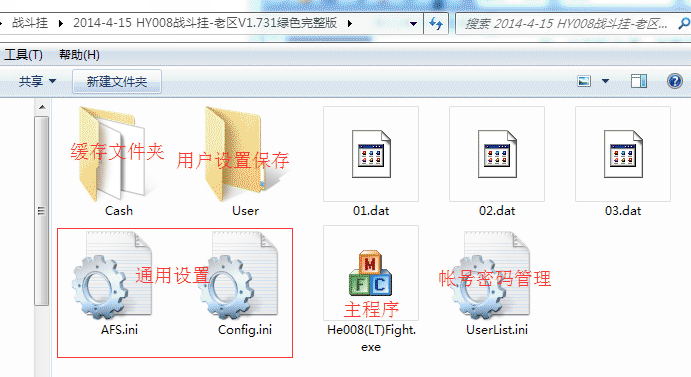 战斗挂 ▶ 2014-4-15 HY008战斗挂-老区V1.731绿色完整版 ▶
搜索 2014-4-15 HY008战斗挂-老区...
工具(T) 帮助(H)
共享 新建文件夹
缓存文件夹 用户设置保存
Cash User 01.dat 02.dat 03.dat
通用设置 主程序 帐号密码管理
AFS.ini Config.ini He008(LT)Fight.exe UserList.ini